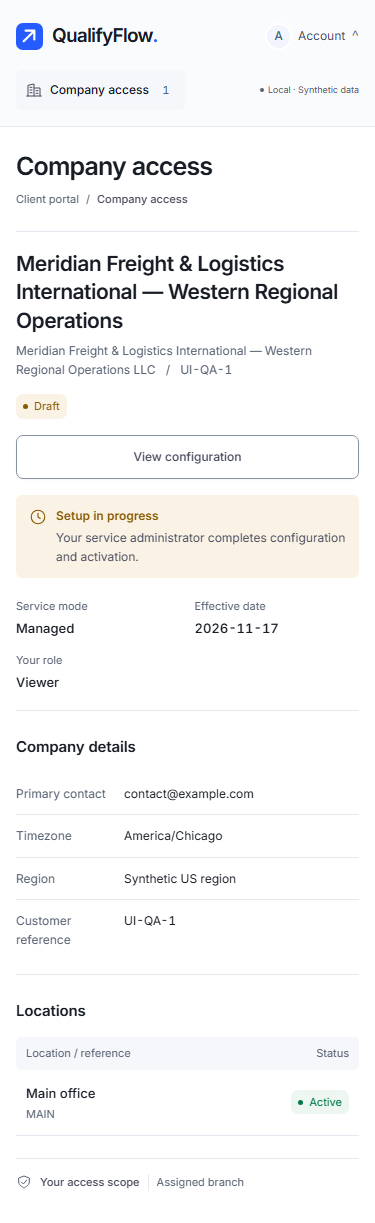 QualifyFlow.
A Account ^
Company access 1
• Local · Synthetic data
Company access
Client portal / Company access
Meridian Freight & Logistics
International — Western Regional
Operations
Meridian Freight & Logistics International — Western
Regional Operations LLC / UI-QA-1
• Draft
View configuration
Setup in progress
Your service administrator completes configuration
and activation.
Service mode Effective date
Managed 2026-11-17
Your role
Viewer
Company details
Primary contact contact@example.com
Timezone America/Chicago
Region Synthetic US region
Customer UI-QA-1
reference
Locations
Location / reference Status
Main office • Active
MAIN
Your access scope Assigned branch